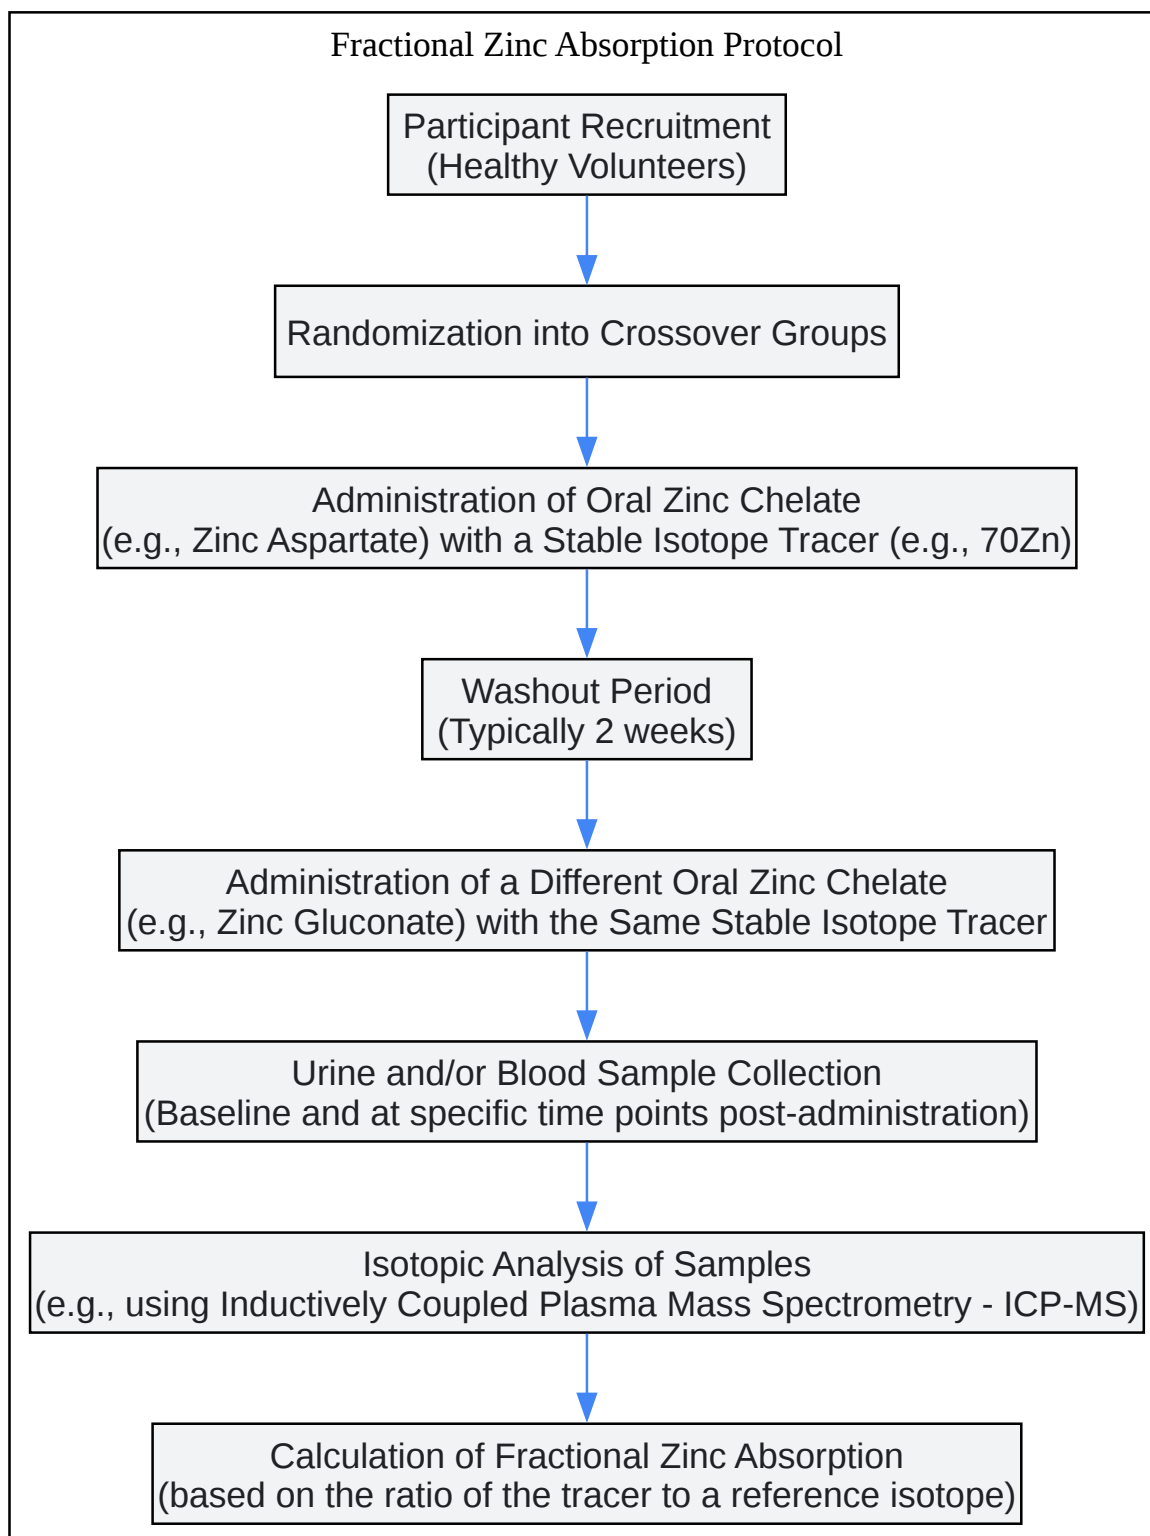 Fractional Zinc Absorption Protocol
Participant Recruitment
(Healthy Volunteers)
Randomization into Crossover Groups
Administration of Oral Zinc Chelate
(e.g., Zinc Aspartate) with a Stable Isotope Tracer (e.g., 70Zn)
Washout Period
(Typically 2 weeks)
Administration of a Different Oral Zinc Chelate
(e.g., Zinc Gluconate) with the Same Stable Isotope Tracer
Urine and/or Blood Sample Collection
(Baseline and at specific time points post-administration)
Isotopic Analysis of Samples
(e.g., using Inductively Coupled Plasma Mass Spectrometry - ICP-MS)
Calculation of Fractional Zinc Absorption
(based on the ratio of the tracer to a reference isotope)